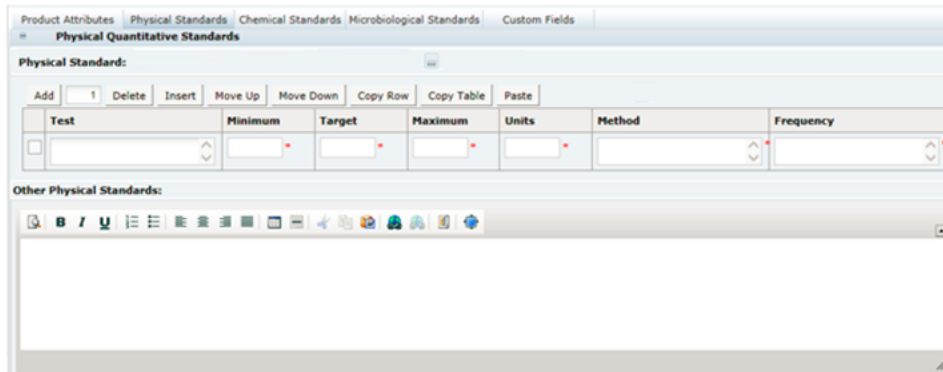 Product Attributes Physical Standards Chemical Standards Microbiological Standards Custom Fields
Physical Quantitative Standards
Physical Standard: ...
Add 1 Delete Insert Move Up Move Down Copy Row Copy Table Paste
Test Minimum Target Maximum Units Method Frequency
* * * * * *
Other Physical Standards:
B I U